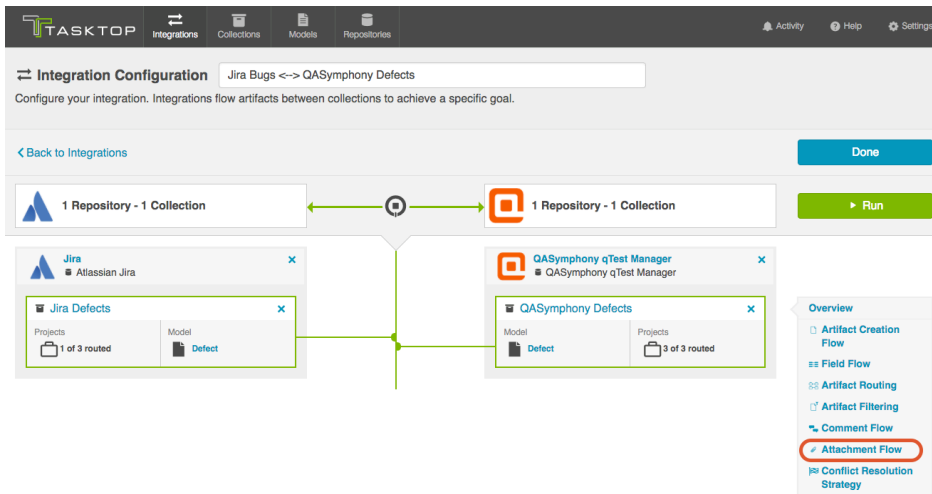 TASKTOP
Integrations
Collections
Models
Repositories
Activity
Help
Settings
Integration Configuration
Jira Bugs <--> QASymphony Defects
Configure your integration. Integrations flow artifacts between collections to achieve a specific goal.
Back to Integrations
Done
1 Repository - 1 Collection
1 Repository - 1 Collection
Run
Jira
Atlassian Jira
QASymphony qTest Manager
QASymphony qTest Manager
Jira Defects
Projects
Model
1 of 3 routed
Defect
QASymphony Defects
Model
Projects
Defect
3 of 3 routed
Overview
Artifact Creation
Flow
Field Flow
Artifact Routing
Artifact Filtering
Comment Flow
Attachment Flow
Conflict Resolution
Strategy